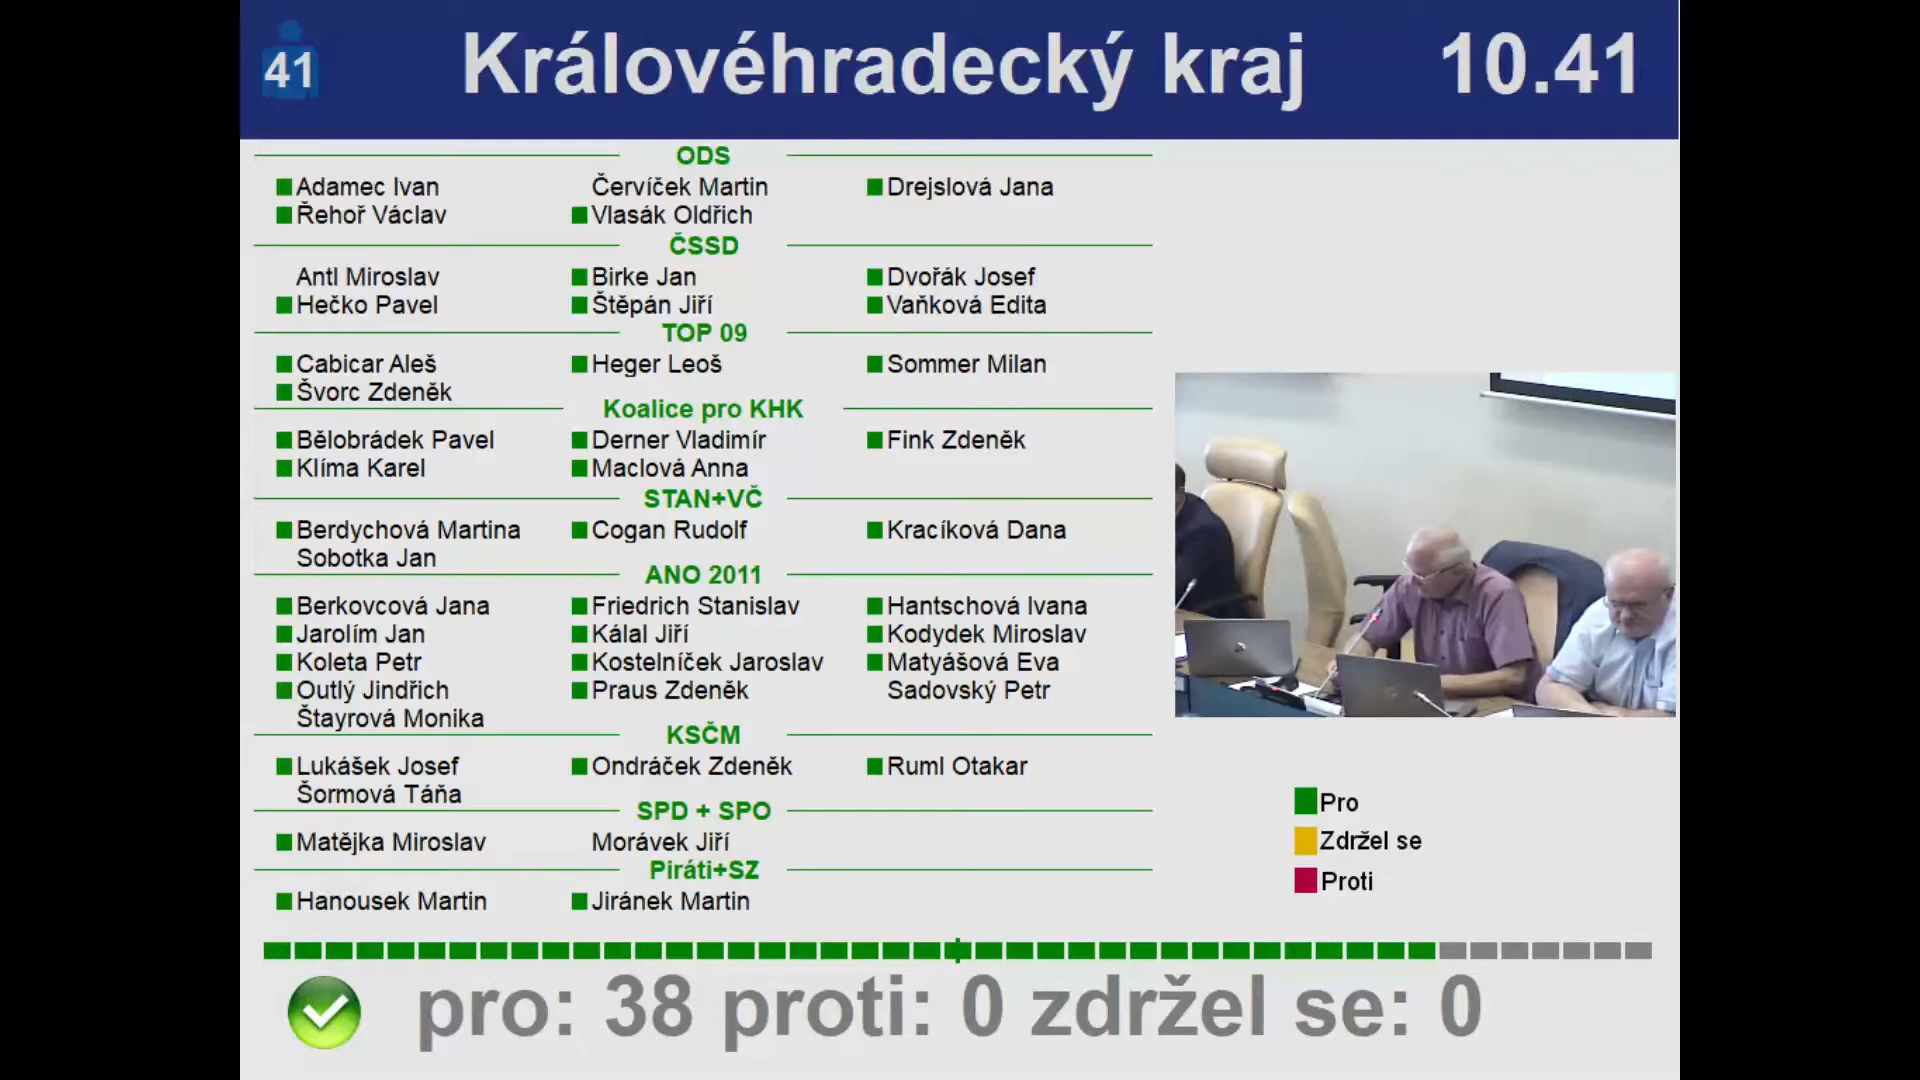 41 Královéhradecký kraj 10.41
ODS
Adamec Ivan Červíček Martin Drejslová Jana
Řehoř Václav Vlasák Oldřich
ČSSD
Antl Miroslav Birke Jan Dvořák Josef
Hečko Pavel Štěpán Jiří Vaňková Edita
TOP 09
Cabicar Aleš Heger Leoš Sommer Milan
Švorc Zdeněk
Koalice pro KHK
Bělobrádek Pavel Derner Vladimír Fink Zdeněk
Klíma Karel Maclová Anna
STAN+VČ
Berdychová Martina Cogan Rudolf Kracíková Dana
Sobotka Jan
ANO 2011
Berkovcová Jana Friedrich Stanislav Hantschová Ivana
Jarolím Jan Kálal Jiří Kodydek Miroslav
Koleta Petr Kostelníček Jaroslav Matyášová Eva
Outlý Jindřich Praus Zdeněk Sadovský Petr
Štayrová Monika
KSČM
Lukášek Josef Ondráček Zdeněk Ruml Otakar
Šormová Táňa
SPD + SPO
Matějka Miroslav Morávek Jiří
Piráti+SZ
Hanousek Martin Jiránek Martin
Pro
Zdržel se
Proti
pro: 38 proti: 0 zdržel se: 0